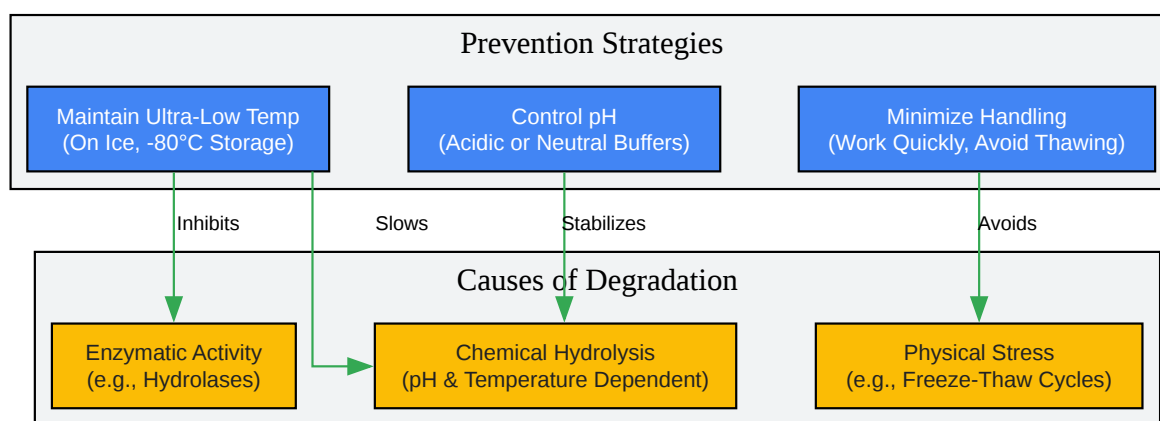 Prevention Strategies
Maintain Ultra-Low Temp
(On Ice, -80°C Storage)
Control pH
(Acidic or Neutral Buffers)
Minimize Handling
(Work Quickly, Avoid Thawing)
Inhibits
Slows
Stabilizes
Avoids
Causes of Degradation
Enzymatic Activity
(e.g., Hydrolases)
Chemical Hydrolysis
(pH & Temperature Dependent)
Physical Stress
(e.g., Freeze-Thaw Cycles)